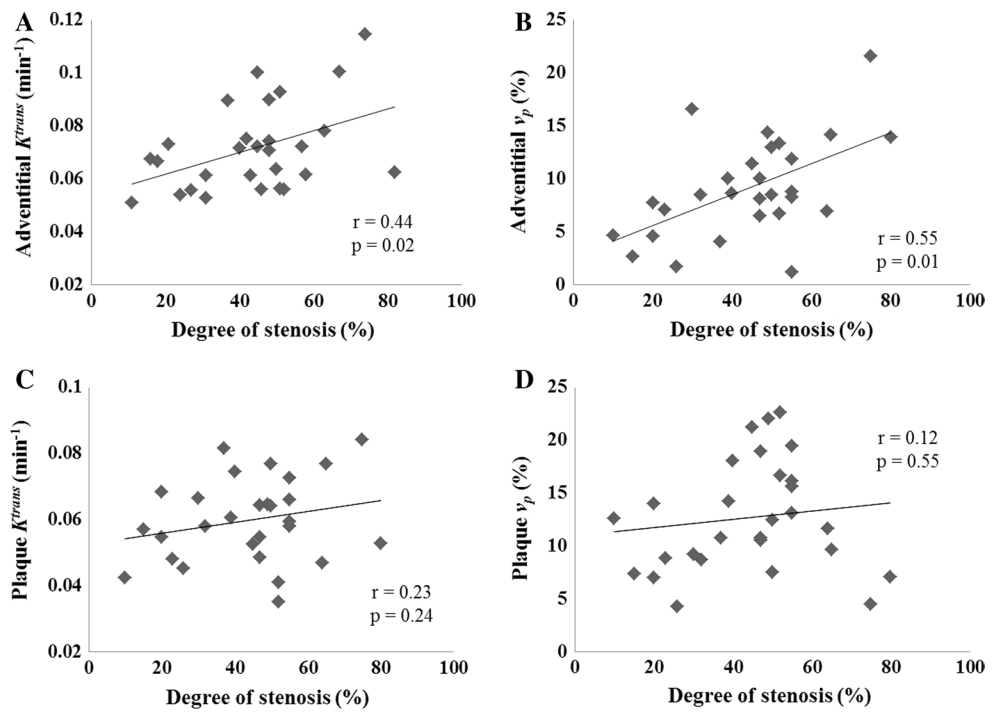 A
Adventitial Ktrans (min-1)
0.12
0.1
0.08
0.06
0.04
0.02
r = 0.44
p = 0.02
0 20 40 60 80 100
Degree of stenosis (%)
B
Adventitial vp (%)
25
20
15
10
5
0
r = 0.55
p = 0.01
0 20 40 60 80 100
Degree of stenosis (%)
C
Plaque Ktrans (min-1)
0.1
0.08
0.06
0.04
0.02
r = 0.23
p = 0.24
0 20 40 60 80 100
Degree of stenosis (%)
D
Plaque vp (%)
25
20
15
10
5
0
r = 0.12
p = 0.55
0 20 40 60 80 100
Degree of stenosis (%)